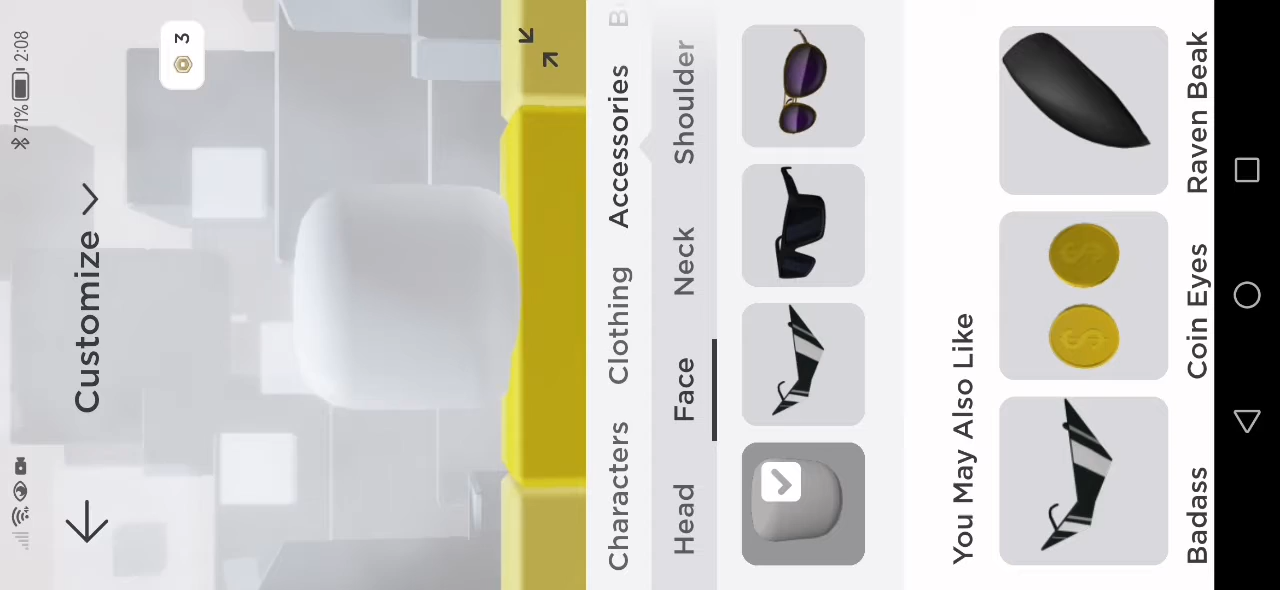 71% 2:08
Customize
3
Characters Clothing Accessories B
Head Face Neck Shoulder
You May Also Like
Badass Coin Eyes Raven Beak